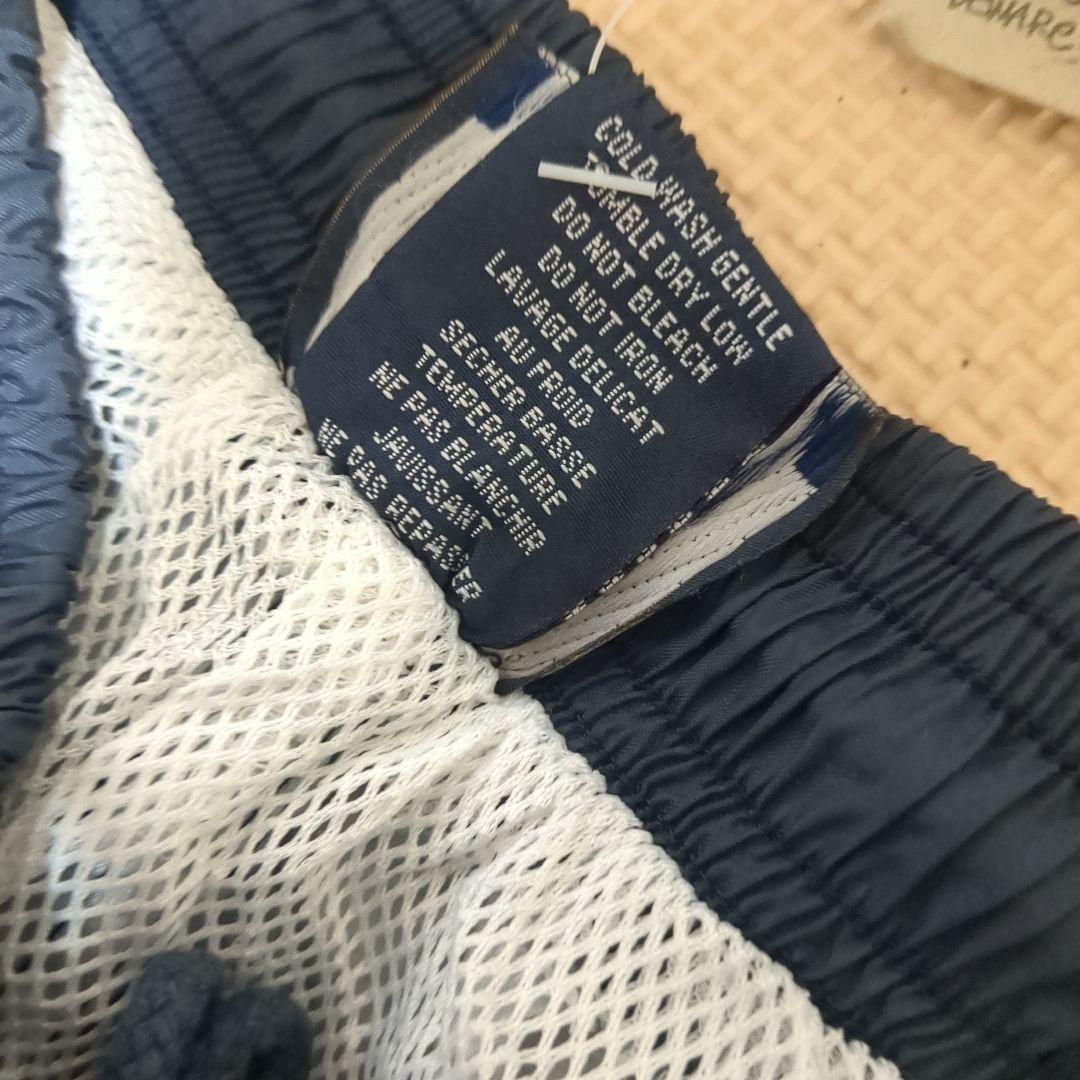 COLD WASH GENTLE
TUMBLE DRY LOW
DO NOT BLEACH
DO NOT IRON
LAVAGE DELICAT
AU FROID
SECHER BASSE
TEMPERATURE
NE PAS BLANCHIR
JAUISSANT
NE PAS REPASSER